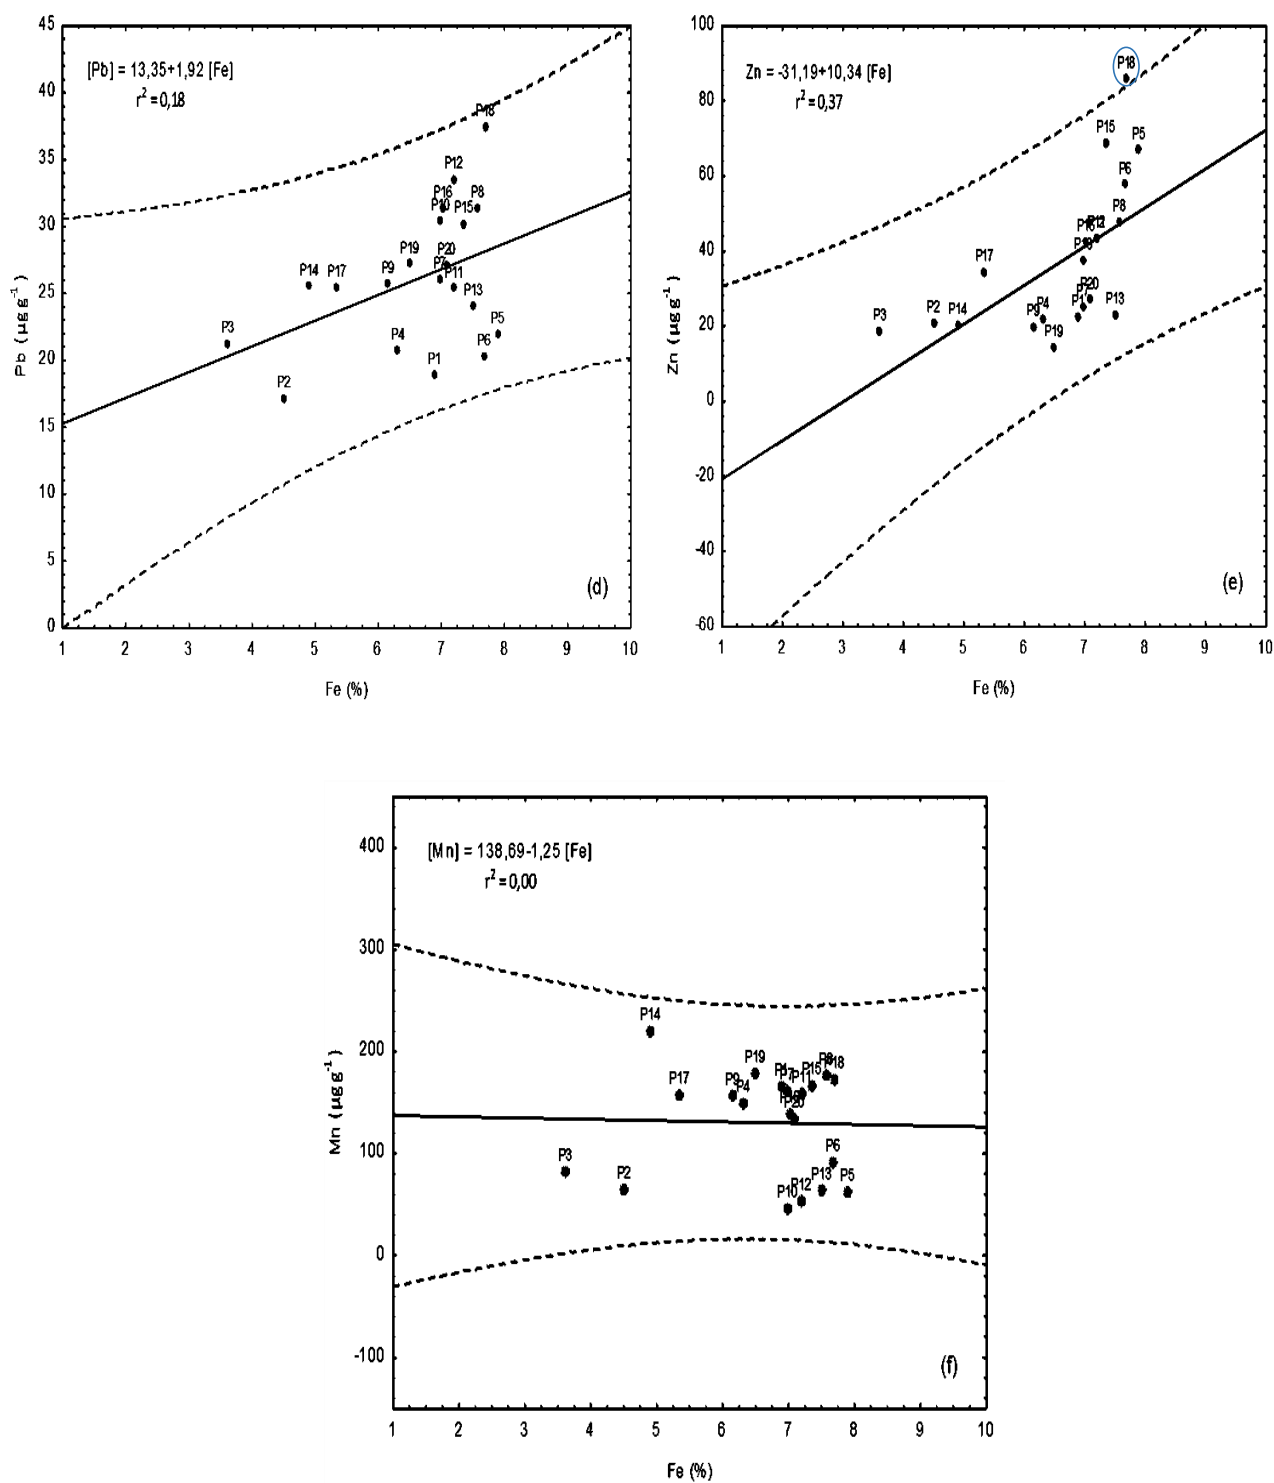 [Pb] = 13,35+1,92 [Fe]
r² =0,18
45
40
35
30
25
20
15
10
5
0
Pb (µg g⁻¹)
P18
P12
P16
P8
P10
P15
P19
P20
P7
P14
P17
P9
P11
P13
P3
P4
P5
P6
P1
P2
(d)
1 2 3 4 5 6 7 8 9 10
Fe (%)
Zn = -31,19+10,34 [Fe]
r² =0,37
100
80
60
40
20
0
-20
-40
-60
Zn (µg g⁻¹)
P18
P15
P5
P6
P8
P12
P17
P20
P3
P2
P14
P9
P4
P1
P13
P19
(e)
1 2 3 4 5 6 7 8 9 10
Fe (%)
[Mn] = 138,69-1,25 [Fe]
r² =0,00
400
300
200
100
0
-100
Mn (µg g⁻¹)
P14
P19
P17
P9
P4
P11
P15
P18
P20
P3
P2
P6
P10
P12
P13
P5
(f)
1 2 3 4 5 6 7 8 9 10
Fe (%)